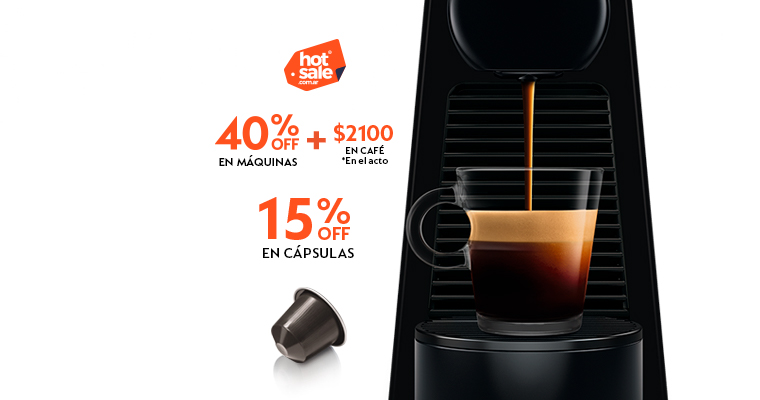 hot
sale
.com.ar
40% OFF
EN MÁQUINAS
+
$2100
EN CAFÉ
*En el acto
15% OFF
EN CÁPSULAS